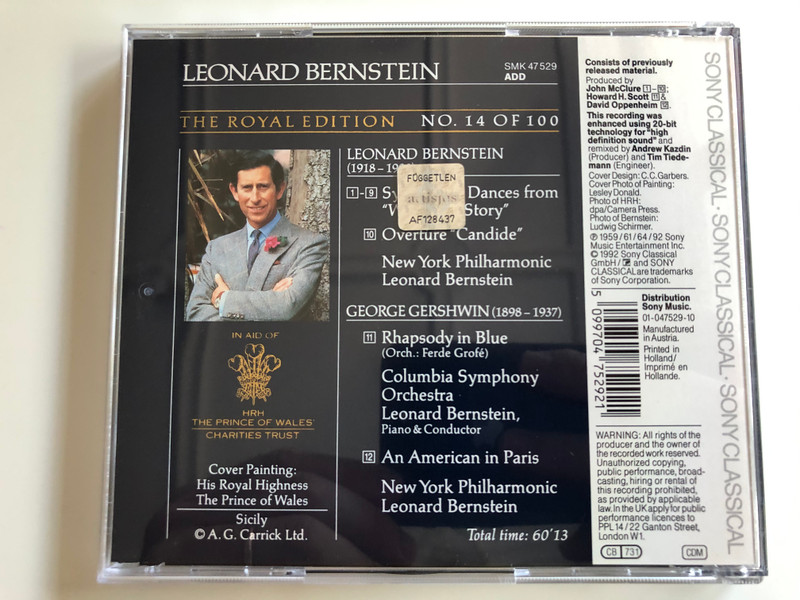 LEONARD BERNSTEIN
SMK 47529
ADD
THE ROYAL EDITION NO. 14 OF 100
IN AID OF
HRH
THE PRINCE OF WALES'
CHARITIES TRUST
Cover Painting:
His Royal Highness
The Prince of Wales
Sicily
© A. G. Carrick Ltd.
LEONARD BERNSTEIN
(1918 –
1-9 Dances from
Story"
10 Overture "Candide"
New York Philharmonic
Leonard Bernstein
FÜGGETLEN
AF128437
GEORGE GERSHWIN (1898 – 1937)
11 Rhapsody in Blue
(Orch.: Ferde Grofé)
Columbia Symphony
Orchestra
Leonard Bernstein,
Piano & Conductor
12 An American in Paris
New York Philharmonic
Leonard Bernstein
Total time: 60'13
Consists of previously
released material.
Produced by
John McClure 1–10;
Howard H. Scott 11 &
David Oppenheim 12.
This recording was
enhanced using 20-bit
technology for "high
definition sound" and
remixed by Andrew Kazdin
(Producer) and Tim Tiede-
mann (Engineer).
Cover Design: C.C. Garbers.
Cover Photo of Painting:
Lesley Donald.
Photo of HRH:
dpa/Camera Press.
Photo of Bernstein:
Ludwig Schirmer.
℗ 1959/61/64/92 Sony
Music Entertainment Inc.
© 1992 Sony Classical
GmbH/ and SONY
CLASSICAL are trademarks
of Sony Corporation.
5 099704 752921
Distribution
Sony Music.
01-047529-10
Manufactured
in Austria.
Printed in
Holland/
Imprimé en
Hollande.
WARNING: All rights of the
producer and the owner of
the recorded work reserved.
Unauthorized copying,
public performance, broad-
casting, hiring or rental of
this recording prohibited,
as provided by applicable
law. In the UK apply for public
performance licences to
PPL 14/22 Ganton Street,
London W1.
CB 731
CDM
SONY CLASSICAL · SONY CLASSICAL · SONY CLASSICAL